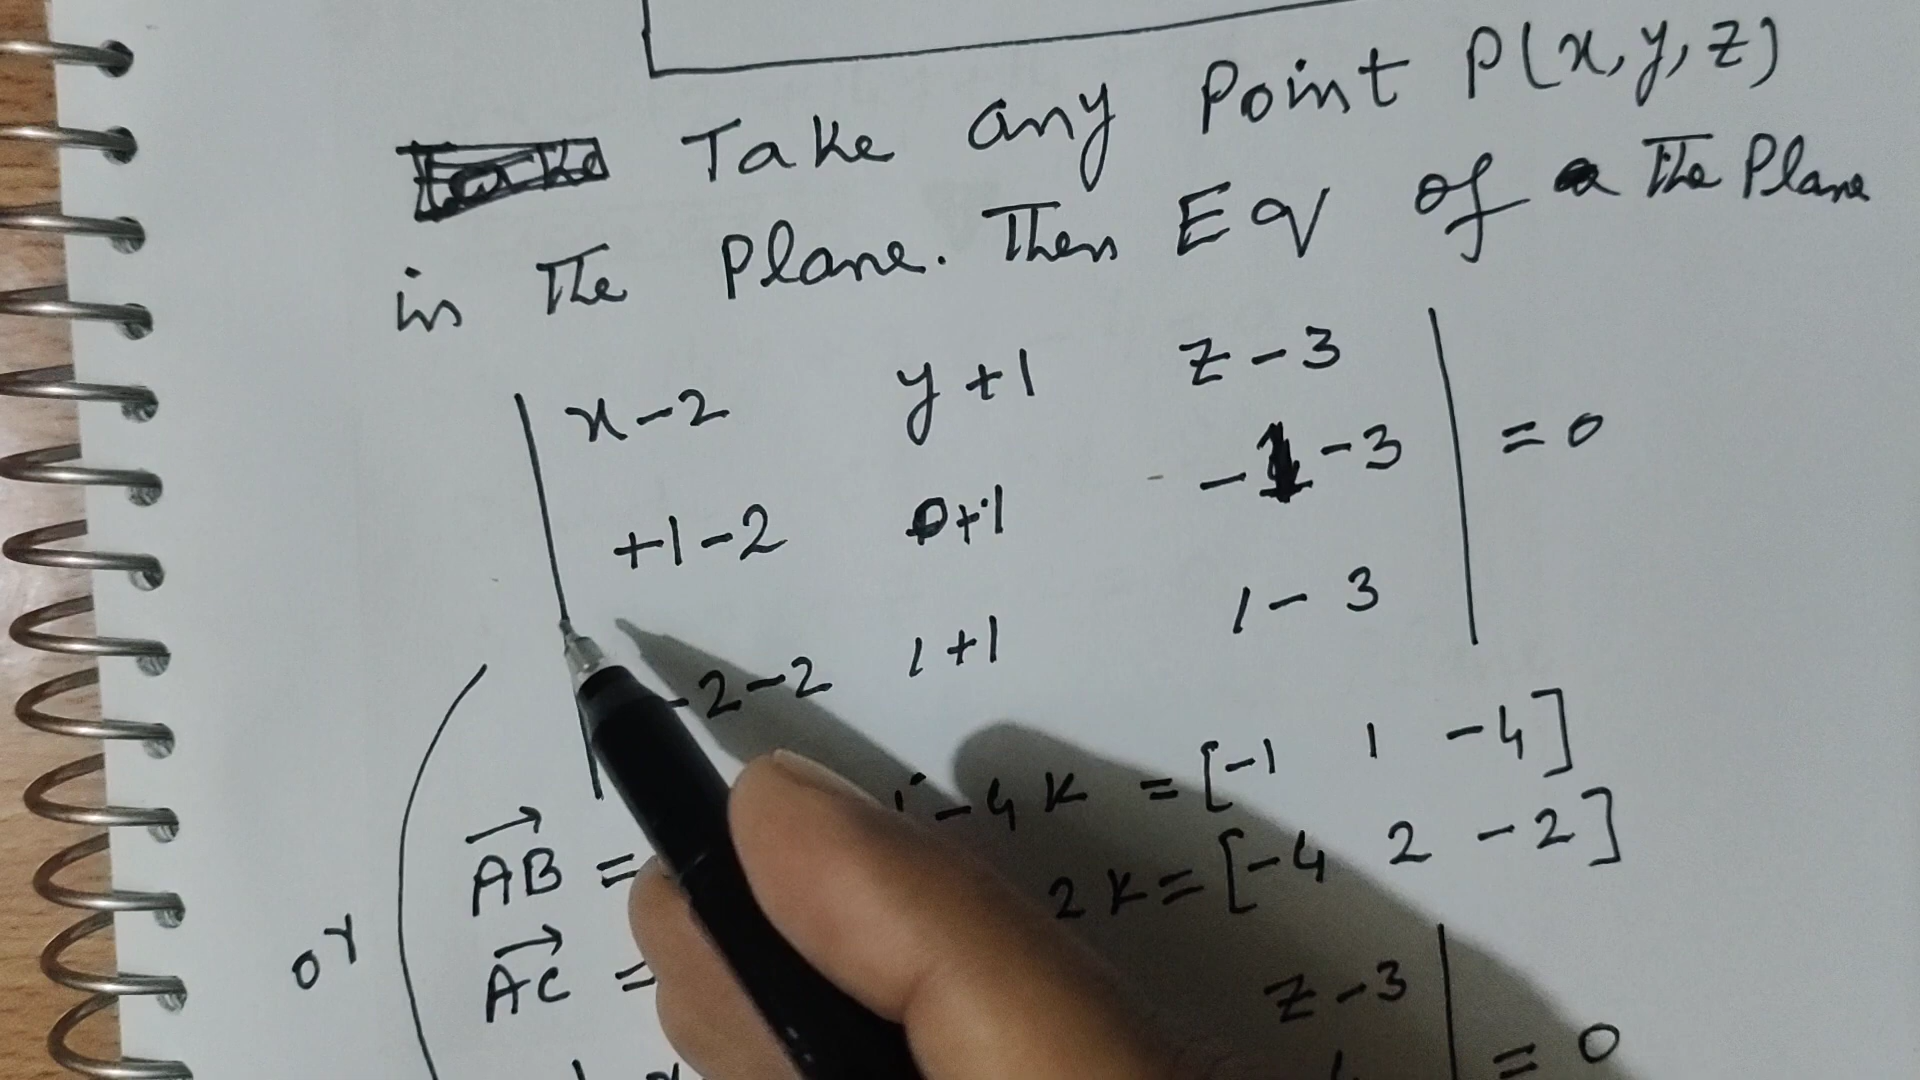 Take any Point P(x, y, z)
in The Plane. Then Eq of The Plane
| x-2 y+1 z-3 |
| +1-2 0+1 -1-3 | = 0
| -2-2 1+1 1-3 |
AB = -4k = [-1 1 -4]
or
AC = 2k = [-4 2 -2]
z-3
= 0